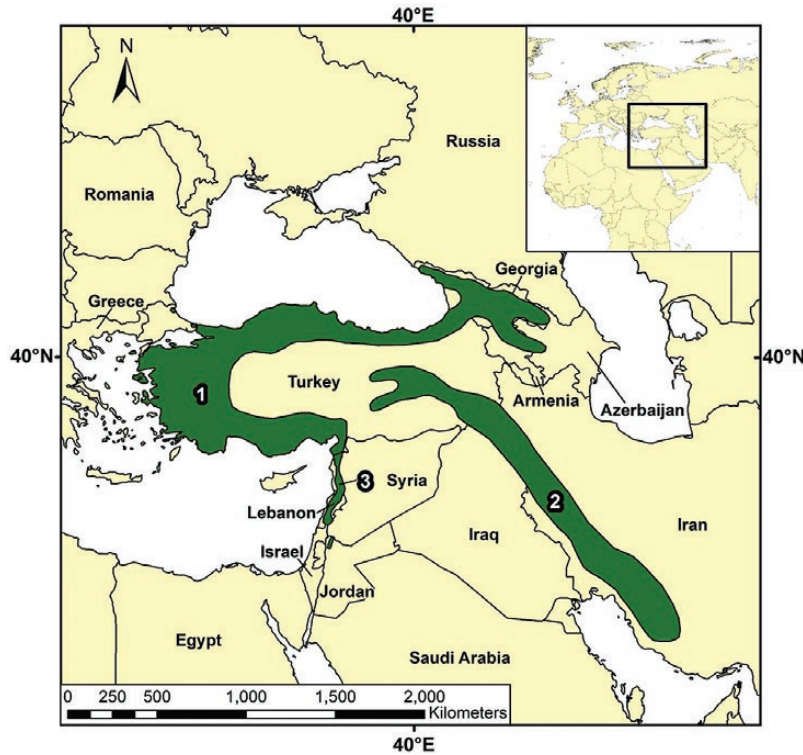 40°E
N
Russia
Romania
Georgia
Greece
40°N
40°N
1
Turkey
Armenia
Azerbaijan
3
Syria
Lebanon
2
Iraq
Iran
Israel
Jordan
Egypt
Saudi Arabia
0 250 500 1,000 1,500 2,000
Kilometers
40°E